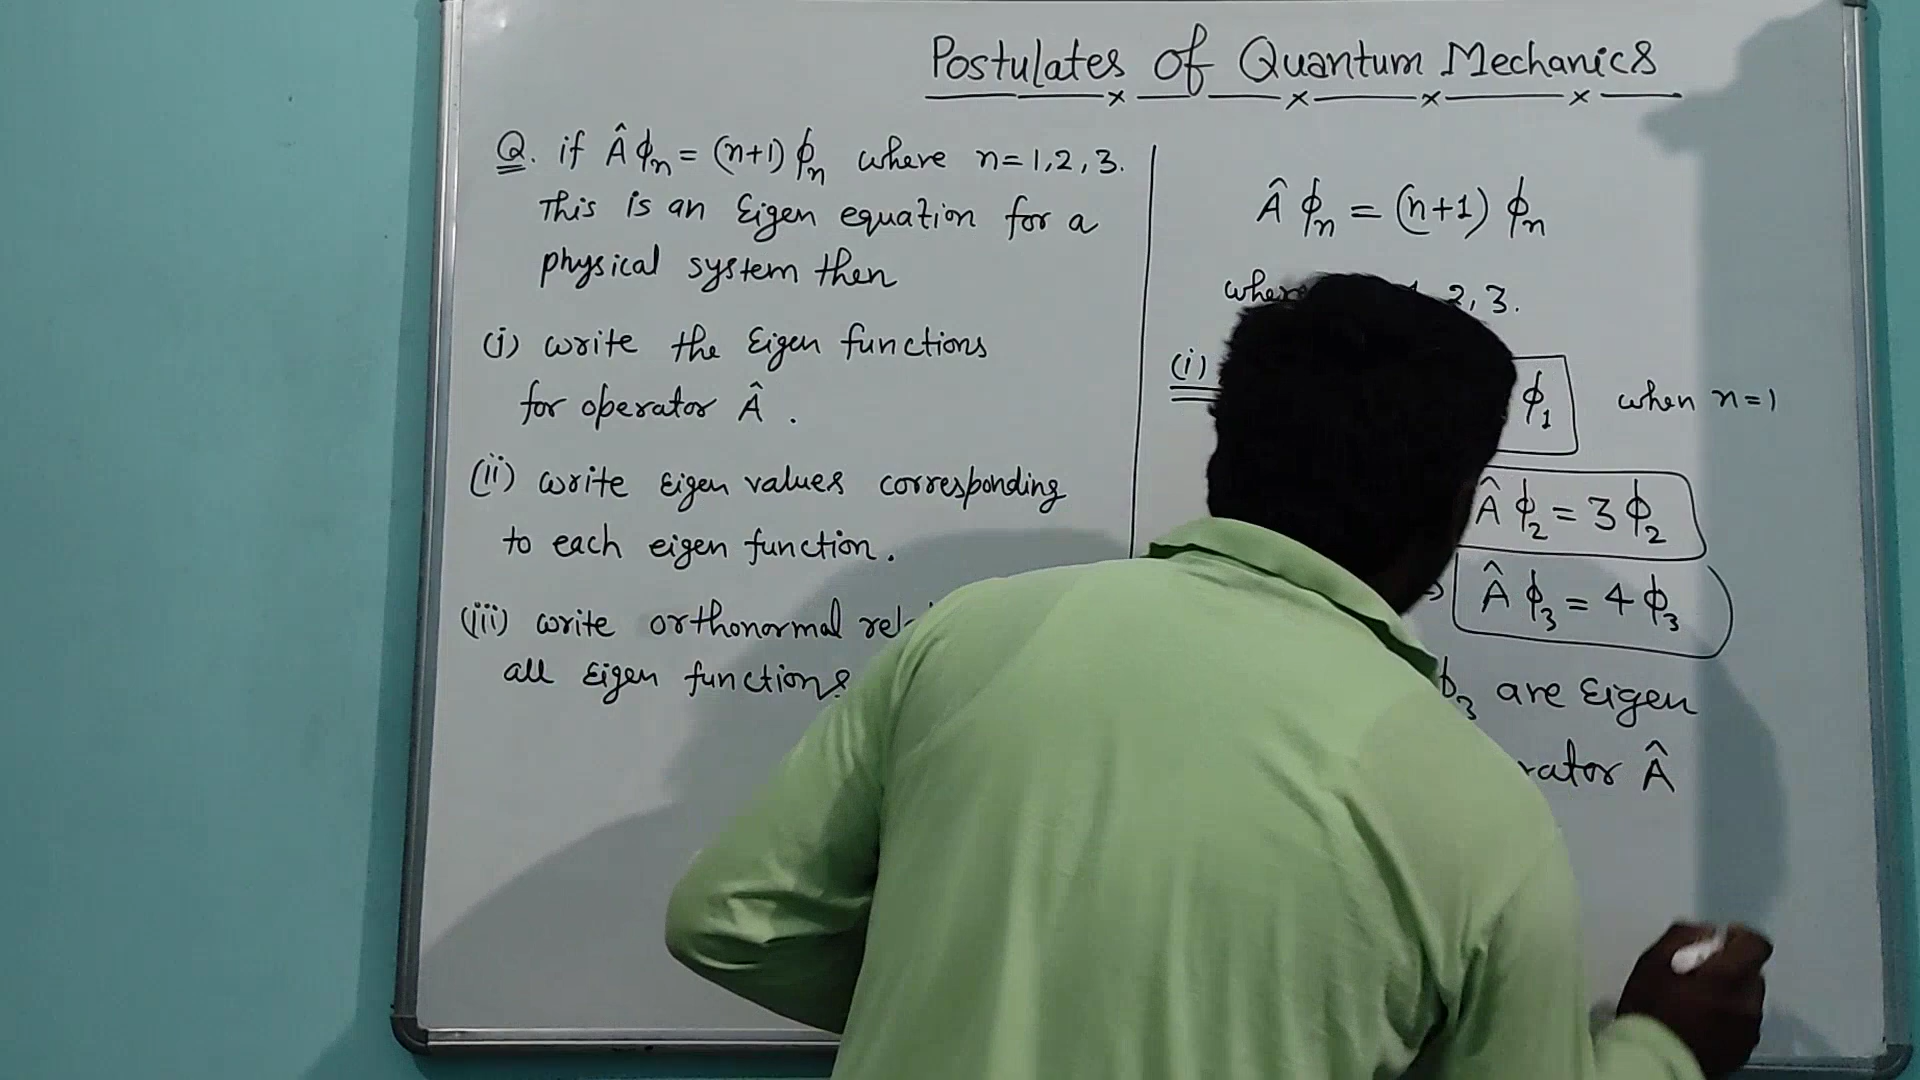 Postulates of Quantum Mechanics
Q. if Â ϕn = (n+1) ϕn where n=1,2,3.
This is an Eigen equation for a
physical system then
(i) write the Eigen functions
for operator Â .
(ii) write Eigen values corresponding
to each eigen function.
(iii) write orthonormal
all Eigen functions
Â ϕn = (n+1) ϕn
where 2,3.
(i) ϕ1 when n=1
Â ϕ2 = 3 ϕ2
Â ϕ3 = 4 ϕ3
ϕ3 are Eigen
Â